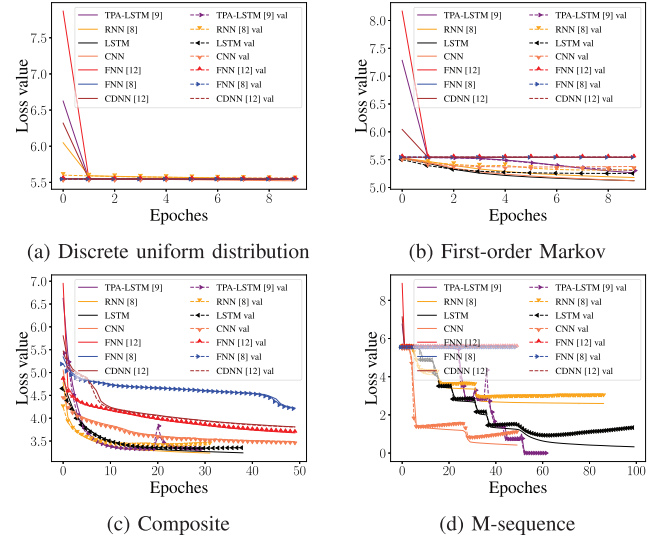 TPA-LSTM [9] TPA-LSTM [9] val
RNN [8] RNN [8] val
LSTM LSTM val
CNN CNN val
FNN [12] FNN [12] val
FNN [8] FNN [8] val
CDNN [12] CDNN [12] val
Loss value
7.5
7.0
6.5
6.0
5.5
0 2 4 6 8
Epoches
(a) Discrete uniform distribution
TPA-LSTM [9] TPA-LSTM [9] val
RNN [8] RNN [8] val
LSTM LSTM val
CNN CNN val
FNN [12] FNN [12] val
FNN [8] FNN [8] val
CDNN [12] CDNN [12] val
Loss value
8.0
7.5
7.0
6.5
6.0
5.5
5.0
0 2 4 6 8
Epoches
(b) First-order Markov
TPA-LSTM [9] TPA-LSTM [9] val
RNN [8] RNN [8] val
LSTM LSTM val
CNN CNN val
FNN [12] FNN [12] val
FNN [8] FNN [8] val
CDNN [12] CDNN [12] val
Loss value
7.0
6.5
6.0
5.5
5.0
4.5
4.0
3.5
0 10 20 30 40 50
Epoches
(c) Composite
TPA-LSTM [9] TPA-LSTM [9] val
RNN [8] RNN [8] val
LSTM LSTM val
CNN CNN val
FNN [12] FNN [12] val
FNN [8] FNN [8] val
CDNN [12] CDNN [12] val
Loss value
8
6
4
2
0
0 20 40 60 80 100
Epoches
(d) M-sequence